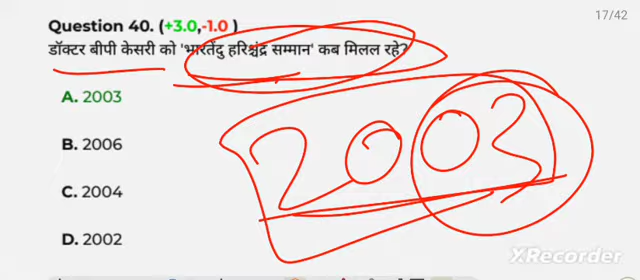 Question 40. (+3.0,-1.0 )
17/42
डॉक्टर बीपी केसरी को 'भारतेंदु हरिश्चंद्र सम्मान' कब मिलल रहे?
A. 2003
B. 2006
C. 2004
D. 2002
2003
XRecorder